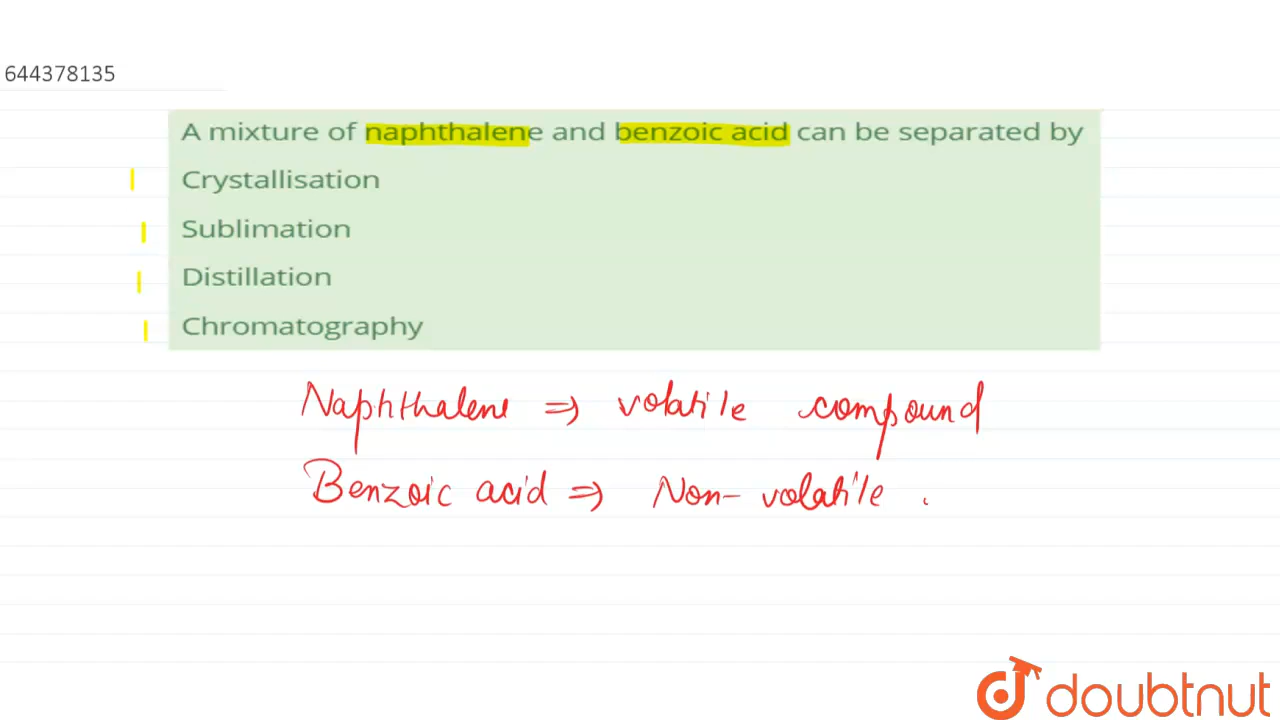 644378135
A mixture of naphthalene and benzoic acid can be separated by
Crystallisation
Sublimation
Distillation
Chromatography
Naphthalene ⇒ volatile compound
Benzoic acid ⇒ Non-volatile .
doubtnut